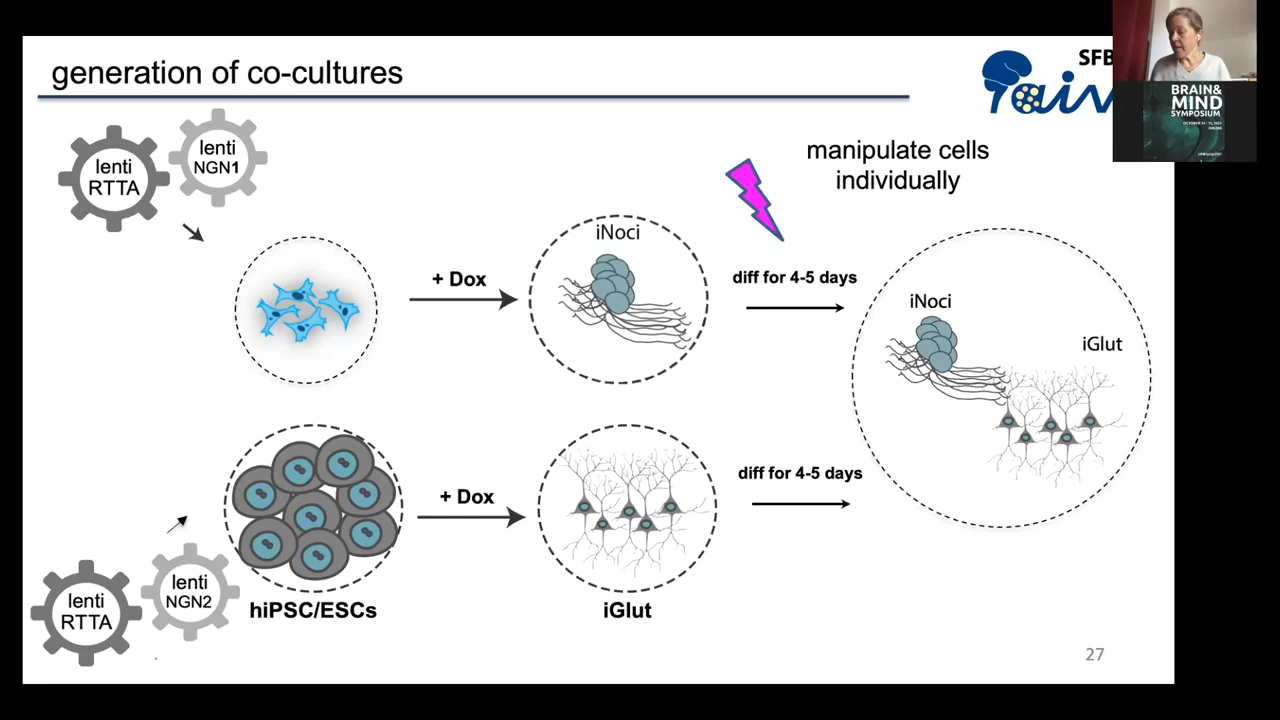 generation of co-cultures
SFB
BRAIN&
MIND
SYMPOSIUM
lenti
RTTA
lenti
NGN1
manipulate cells
individually
iNoci
+ Dox
diff for 4-5 days
iNoci
iGlut
diff for 4-5 days
+ Dox
lenti
RTTA
lenti
NGN2
hiPSC/ESCs
iGlut
27